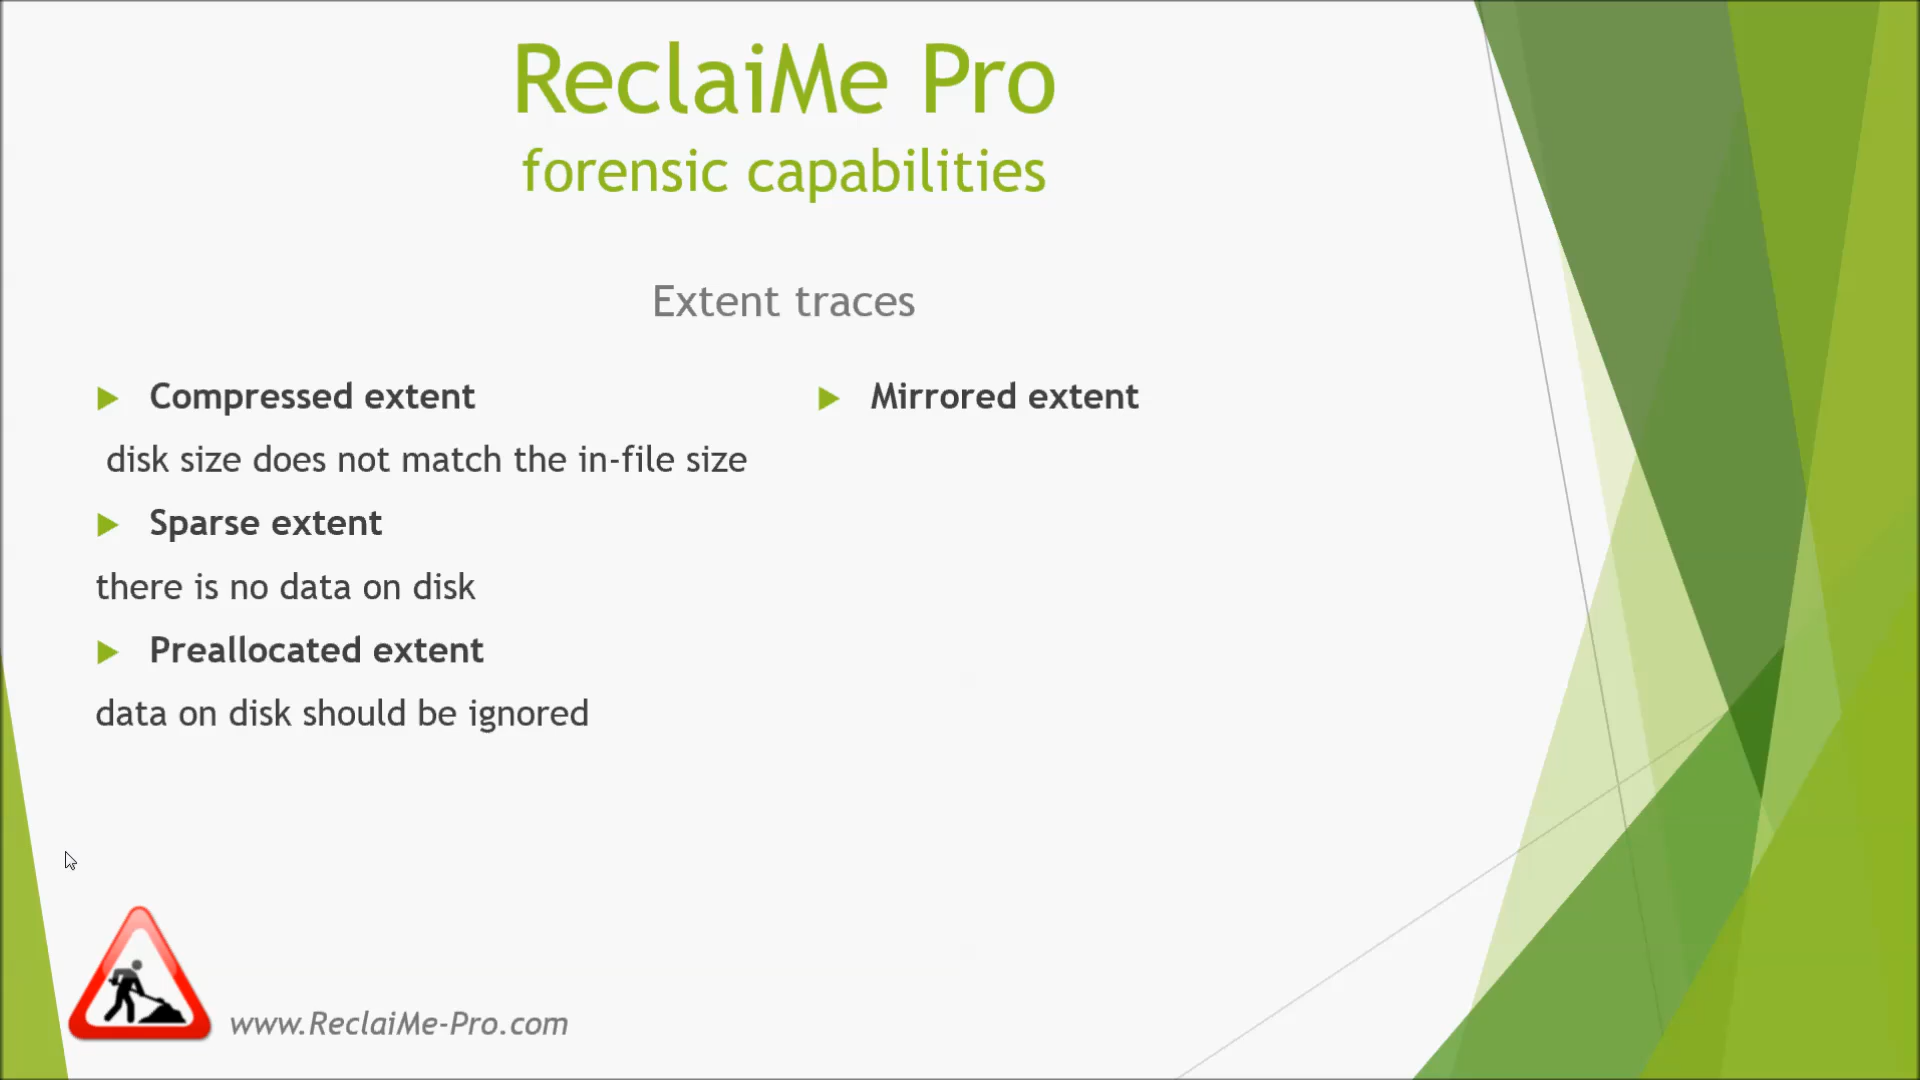 ReclaiMe Pro
forensic capabilities
Extent traces
Compressed extent
disk size does not match the in-file size
Sparse extent
there is no data on disk
Preallocated extent
data on disk should be ignored
Mirrored extent
www.ReclaiMe-Pro.com